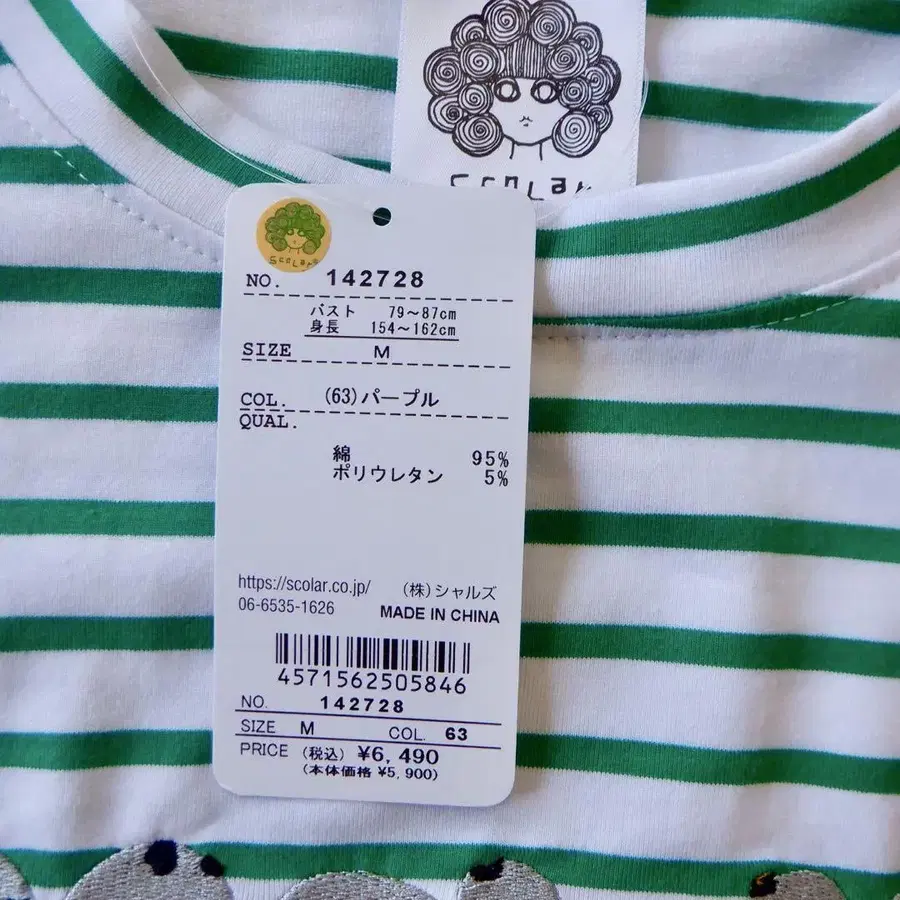 ScoLar
ScoLar
NO. 142728
バスト 79～87cm
身長 154～162cm
SIZE M
COL. (63)パープル
QUAL.
綿 95%
ポリウレタン 5%
https://scolar.co.jp/ (株)シャルズ
06-6535-1626 MADE IN CHINA
4571562505846
NO. 142728
SIZE M COL. 63
PRICE (税込) ¥6,490
(本体価格 ¥5,900)